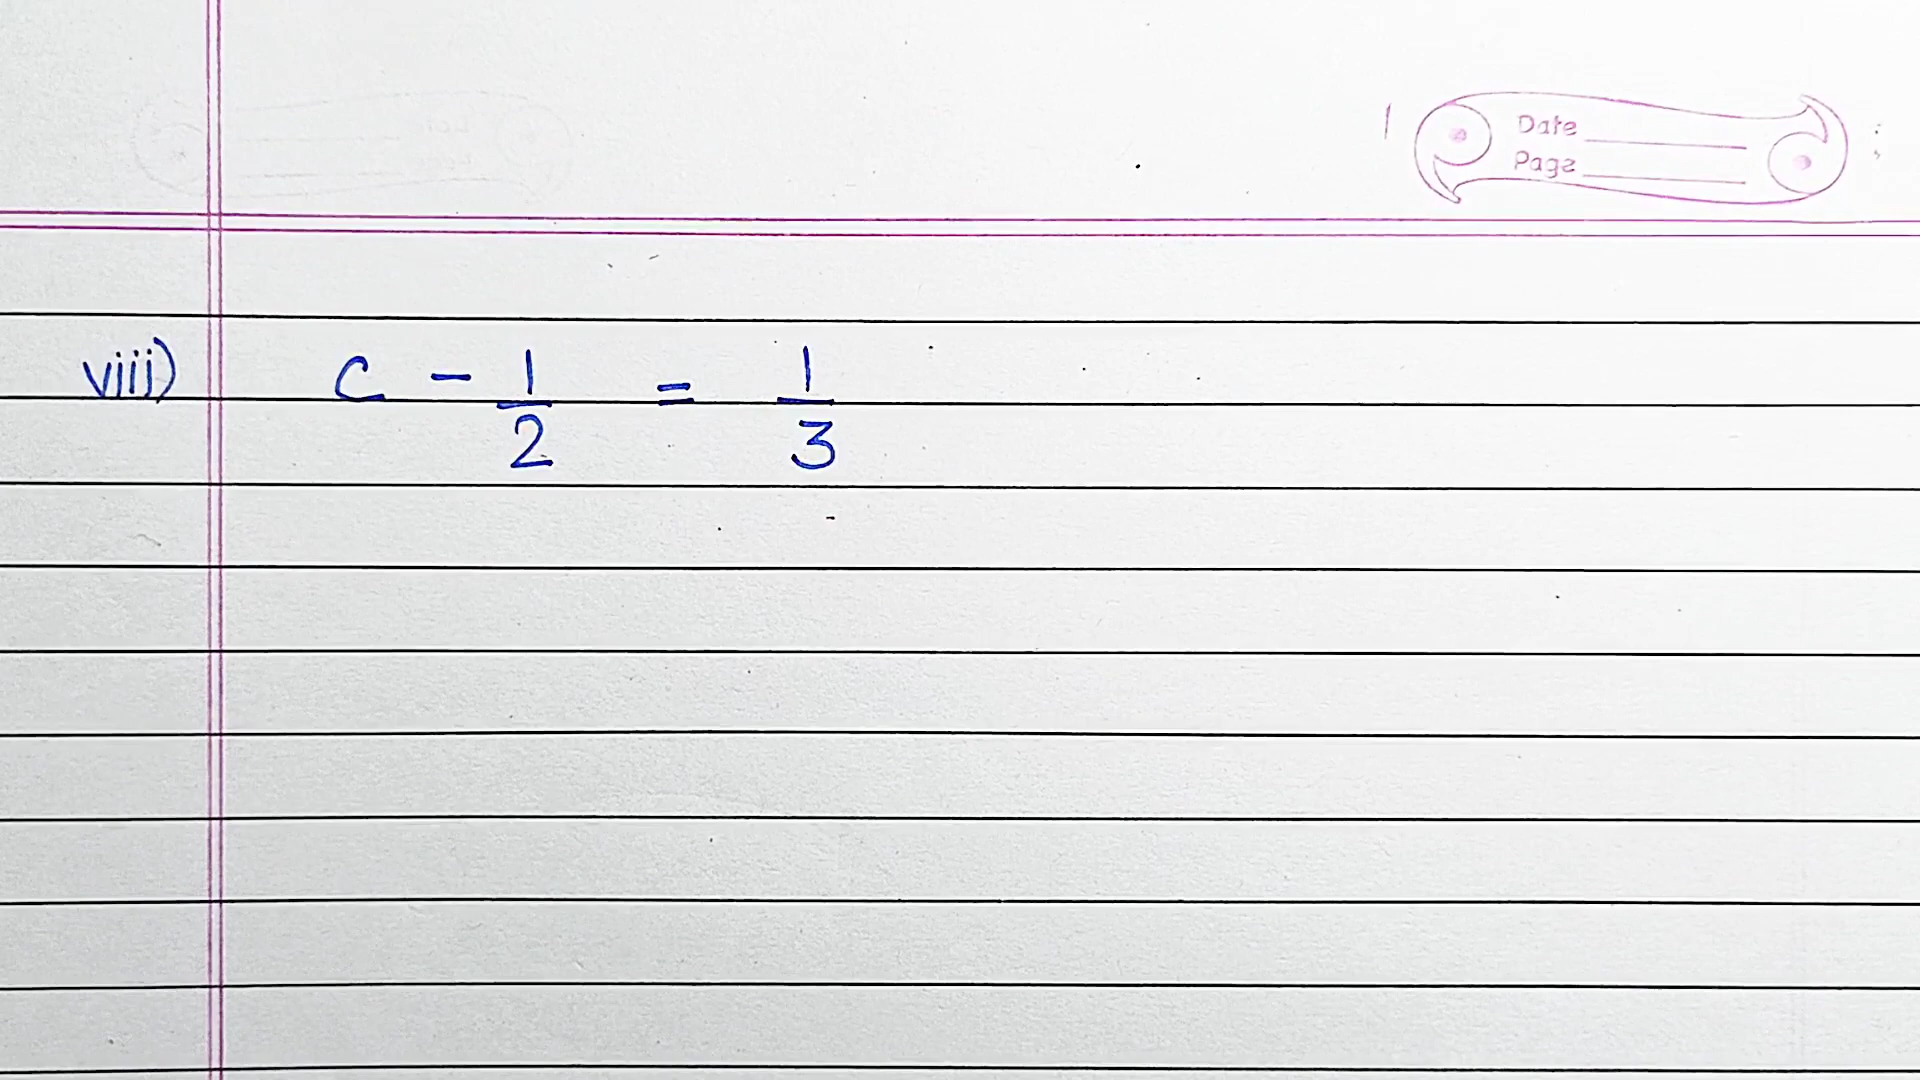 Date
Page
viii) c - 1/2 = 1/3